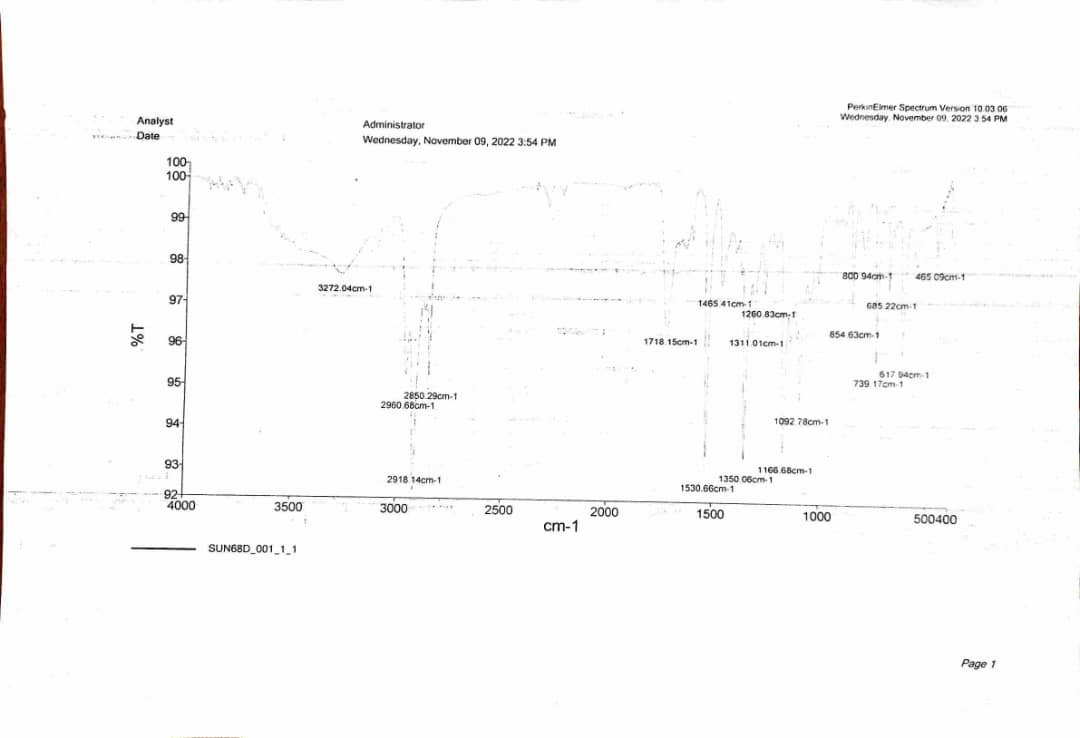 PerkinElmer Spectrum Version 10.03.06
Wednesday, November 09, 2022 3:54 PM
Analyst
Date
Administrator
Wednesday, November 09, 2022 3:54 PM
100
100
99
98
97
96
95
94
93
92
%T
3272.04cm-1
2850.29cm-1
2960.68cm-1
2918.14cm-1
1718.15cm-1
1465.41cm-1
1260.83cm-1
1311.01cm-1
1530.66cm-1
1350.06cm-1
1166.68cm-1
1092.78cm-1
800.94cm-1
465.09cm-1
685.22cm-1
854.63cm-1
617.94cm-1
739.17cm-1
4000
3500
3000
2500
2000
1500
1000
500400
cm-1
SUN68D_001_1_1
Page 1